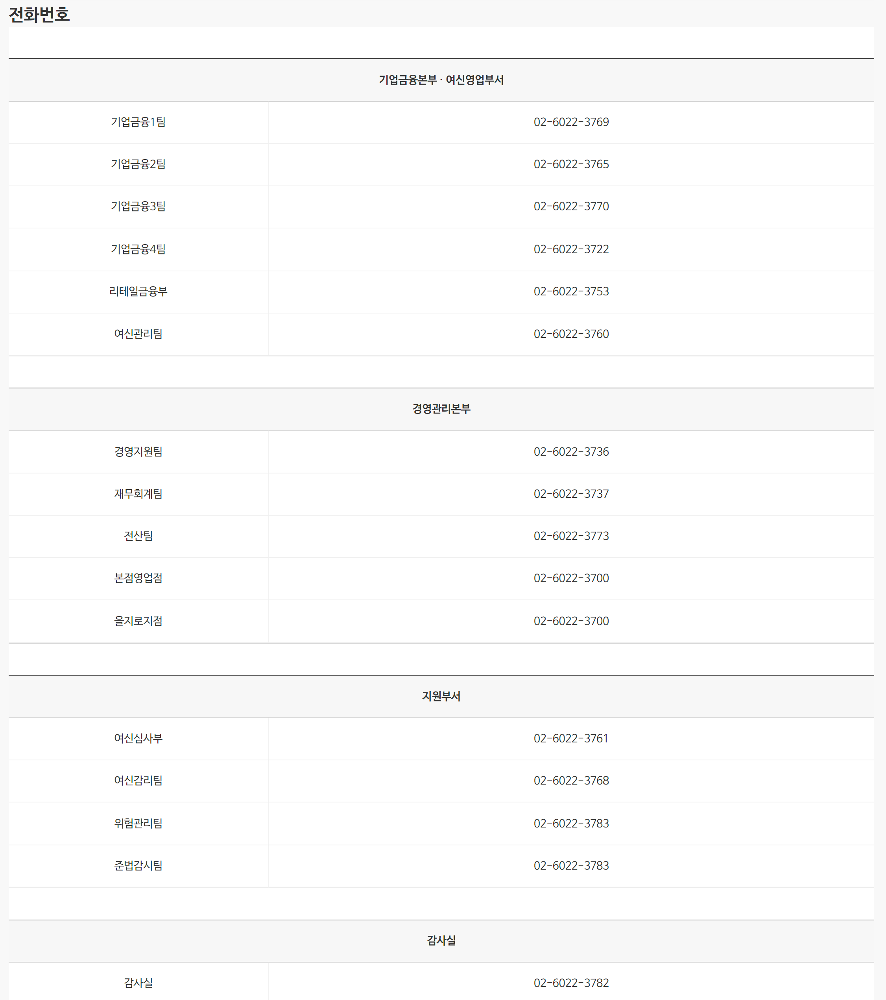 전화번호
기업금융본부 · 여신영업부서
기업금융1팀 02-6022-3769
기업금융2팀 02-6022-3765
기업금융3팀 02-6022-3770
기업금융4팀 02-6022-3722
리테일금융부 02-6022-3753
여신관리팀 02-6022-3760
경영관리본부
경영지원팀 02-6022-3736
재무회계팀 02-6022-3737
전산팀 02-6022-3773
본점영업점 02-6022-3700
을지로지점 02-6022-3700
지원부서
여신심사부 02-6022-3761
여신감리팀 02-6022-3768
위험관리팀 02-6022-3783
준법감시팀 02-6022-3783
감사실
감사실 02-6022-3782